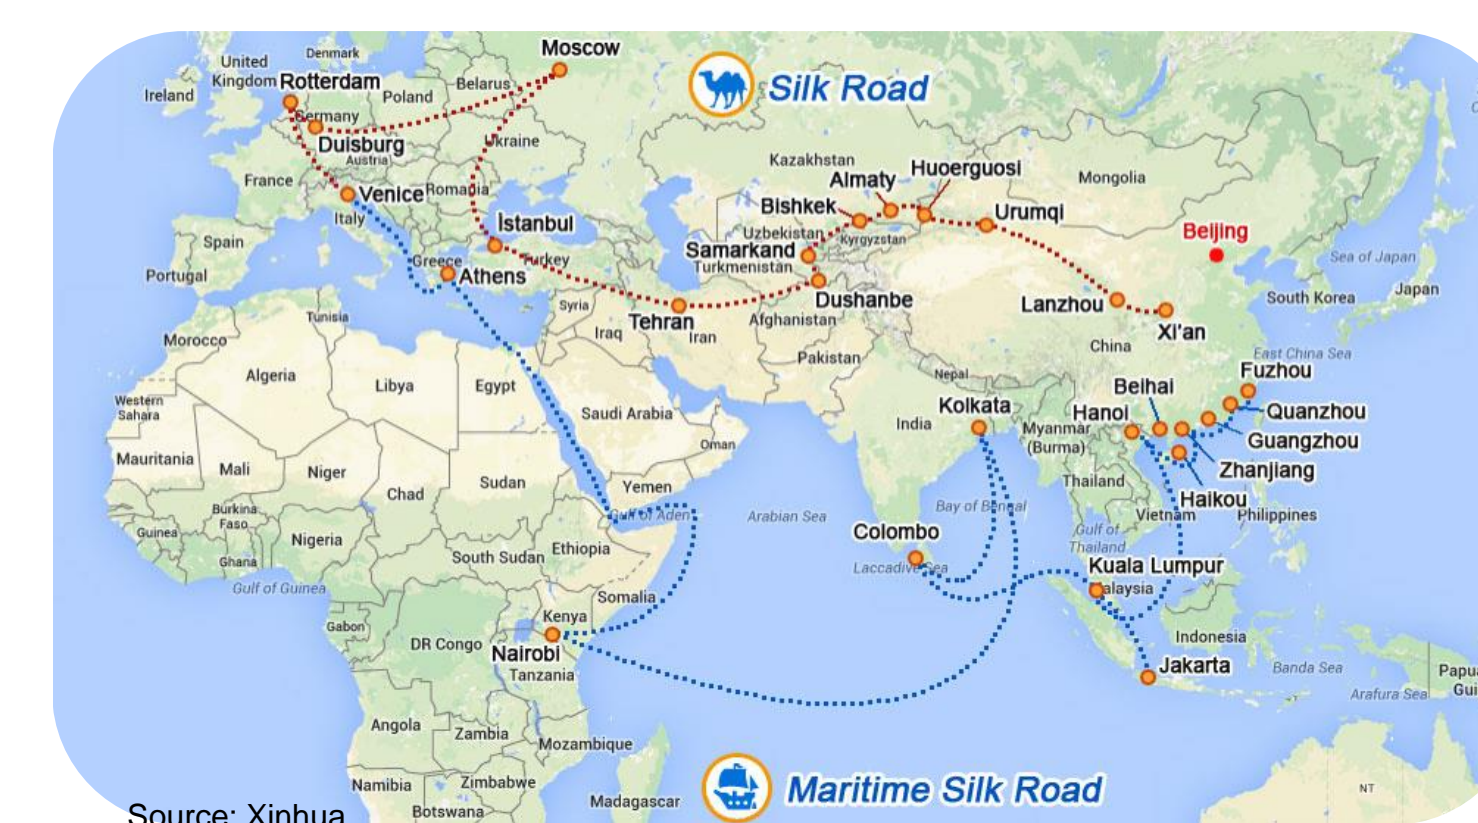 Moscow
Denmark
United
Kingdom
Rotterdam
Belarus
Ireland
Poland
Germany
Silk Road
Ukraine
Duisburg
Austria
Kazakhstan
Huoerguosi
Almaty
Mongolia
France
Venice
Romania
Bishkek
Urumqi
Italy
İstanbul
Uzbekistan
Kyrgyzstan
Beijing
Spain
Samarkand
Sea of Japan
Greece
Turkey
Turkmenistan
Portugal
Athens
Dushanbe
Lanzhou
South Korea
Japan
Syria
Tunisia
Tehran
Afghanistan
Xi'an
Morocco
Iraq
Iran
China
East China Sea
Pakistan
Algeria
Libya
Egypt
Nepal
Fuzhou
Beihai
Western
Sahara
Saudi Arabia
Kolkata
Hanoi
Quanzhou
India
Myanmar
(Burma)
Guangzhou
Oman
Mauritania
Mali
Niger
Zhanjiang
Chad
Sudan
Yemen
Thailand
Haikou
Burkina
Faso
Gulf of Aden
Arabian Sea
Bay of Bengal
Vietnam
Philippines
Guinea
Nigeria
Colombo
Gulf of
Thailand
Ghana
South Sudan
Ethiopia
Laccadive Sea
Kuala Lumpur
Gulf of Guinea
Somalia
alaysia
Kenya
Gabon
DR Congo
Nairobi
Indonesia
Tanzania
Jakarta
Banda Sea
Papu
Gui
Arafura Sea
Angola
Zambia
Mozambique
Namibia
Zimbabwe
Maritime Silk Road
NT
Madagascar
Botswana
Source: Xinhua